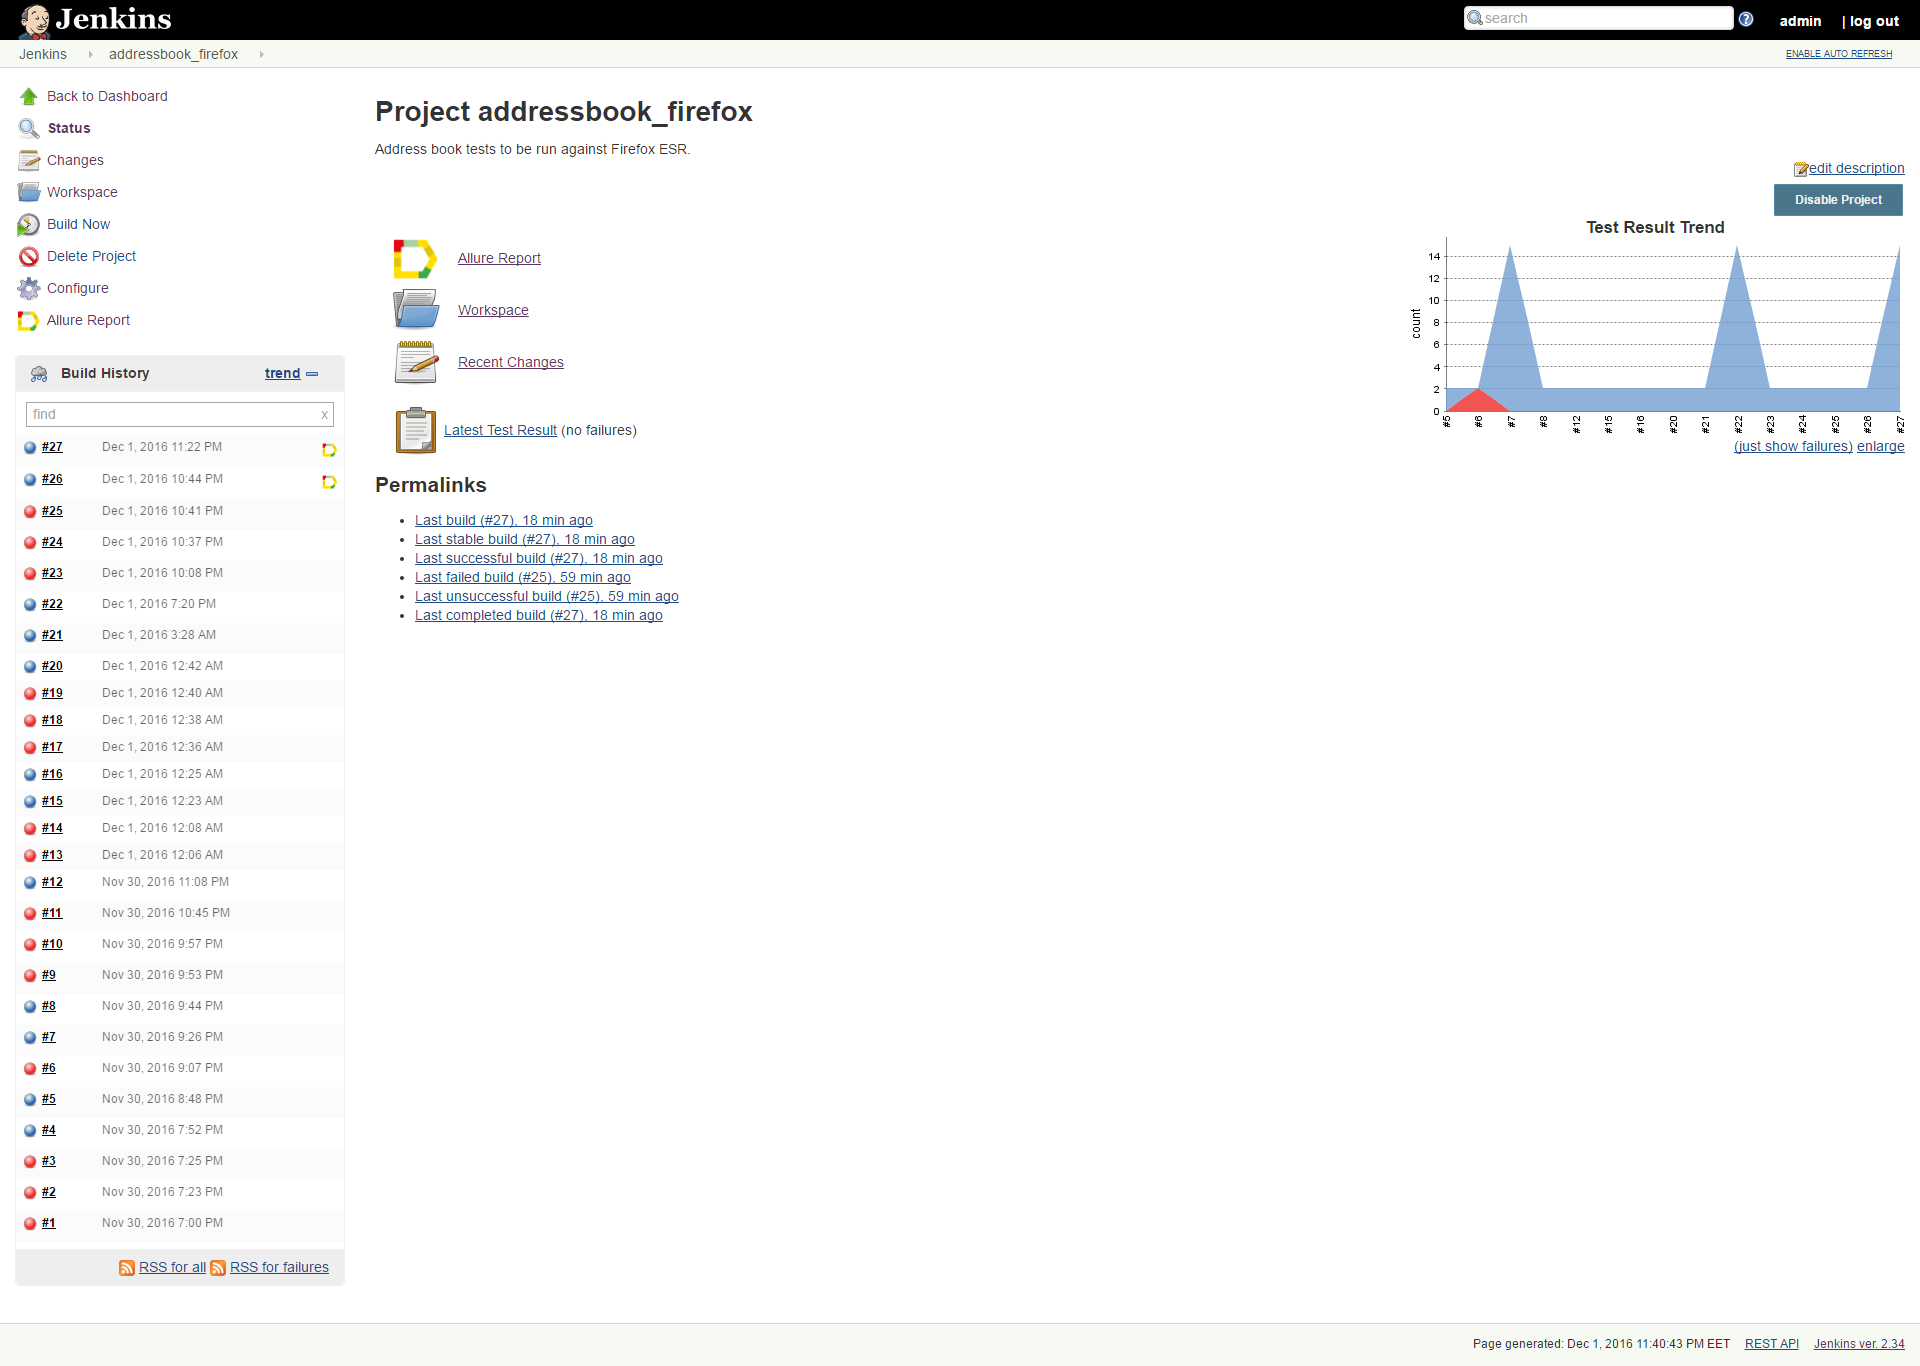 Jenkins
search
admin
| log out
Jenkins
addressbook_firefox
ENABLE AUTO REFRESH
Back to Dashboard
Status
Changes
Workspace
Build Now
Delete Project
Configure
Allure Report
Build History
trend
find
x
#27 Dec 1, 2016 11:22 PM
#26 Dec 1, 2016 10:44 PM
#25 Dec 1, 2016 10:41 PM
#24 Dec 1, 2016 10:37 PM
#23 Dec 1, 2016 10:08 PM
#22 Dec 1, 2016 7:20 PM
#21 Dec 1, 2016 3:28 AM
#20 Dec 1, 2016 12:42 AM
#19 Dec 1, 2016 12:40 AM
#18 Dec 1, 2016 12:38 AM
#17 Dec 1, 2016 12:36 AM
#16 Dec 1, 2016 12:25 AM
#15 Dec 1, 2016 12:23 AM
#14 Dec 1, 2016 12:08 AM
#13 Dec 1, 2016 12:06 AM
#12 Nov 30, 2016 11:08 PM
#11 Nov 30, 2016 10:45 PM
#10 Nov 30, 2016 9:57 PM
#9 Nov 30, 2016 9:53 PM
#8 Nov 30, 2016 9:44 PM
#7 Nov 30, 2016 9:26 PM
#6 Nov 30, 2016 9:07 PM
#5 Nov 30, 2016 8:48 PM
#4 Nov 30, 2016 7:52 PM
#3 Nov 30, 2016 7:25 PM
#2 Nov 30, 2016 7:23 PM
#1 Nov 30, 2016 7:00 PM
RSS for all
RSS for failures
Project addressbook_firefox
Address book tests to be run against Firefox ESR.
edit description
Disable Project
Allure Report
Workspace
Recent Changes
Latest Test Result (no failures)
Permalinks
Last build (#27), 18 min ago
Last stable build (#27), 18 min ago
Last successful build (#27), 18 min ago
Last failed build (#25), 59 min ago
Last unsuccessful build (#25), 59 min ago
Last completed build (#27), 18 min ago
Test Result Trend
count
14
12
10
8
6
4
2
0
#5 #6 #7 #8 #12 #15 #16 #20 #21 #22 #23 #24 #25 #26 #27
(just show failures) enlarge
Page generated: Dec 1, 2016 11:40:43 PM EET
REST API
Jenkins ver. 2.34